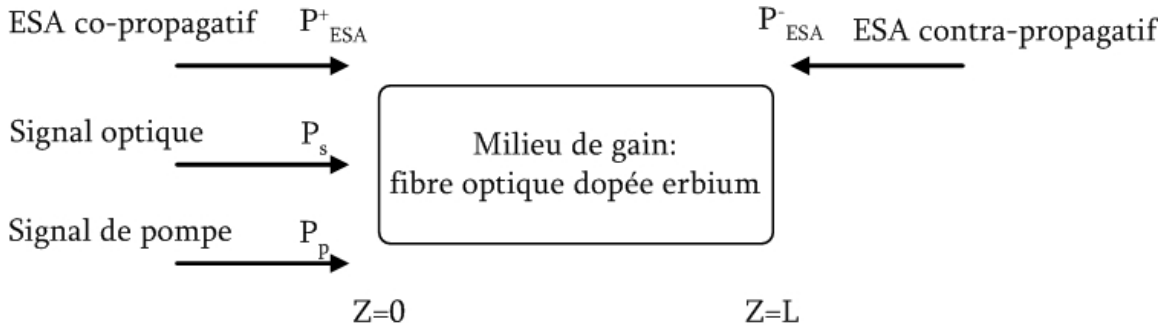 ESA co-propagatif P⁺ESA
P⁻ESA ESA contra-propagatif
Signal optique Ps
Milieu de gain:
fibre optique dopée erbium
Signal de pompe Pp
Z=0 Z=L